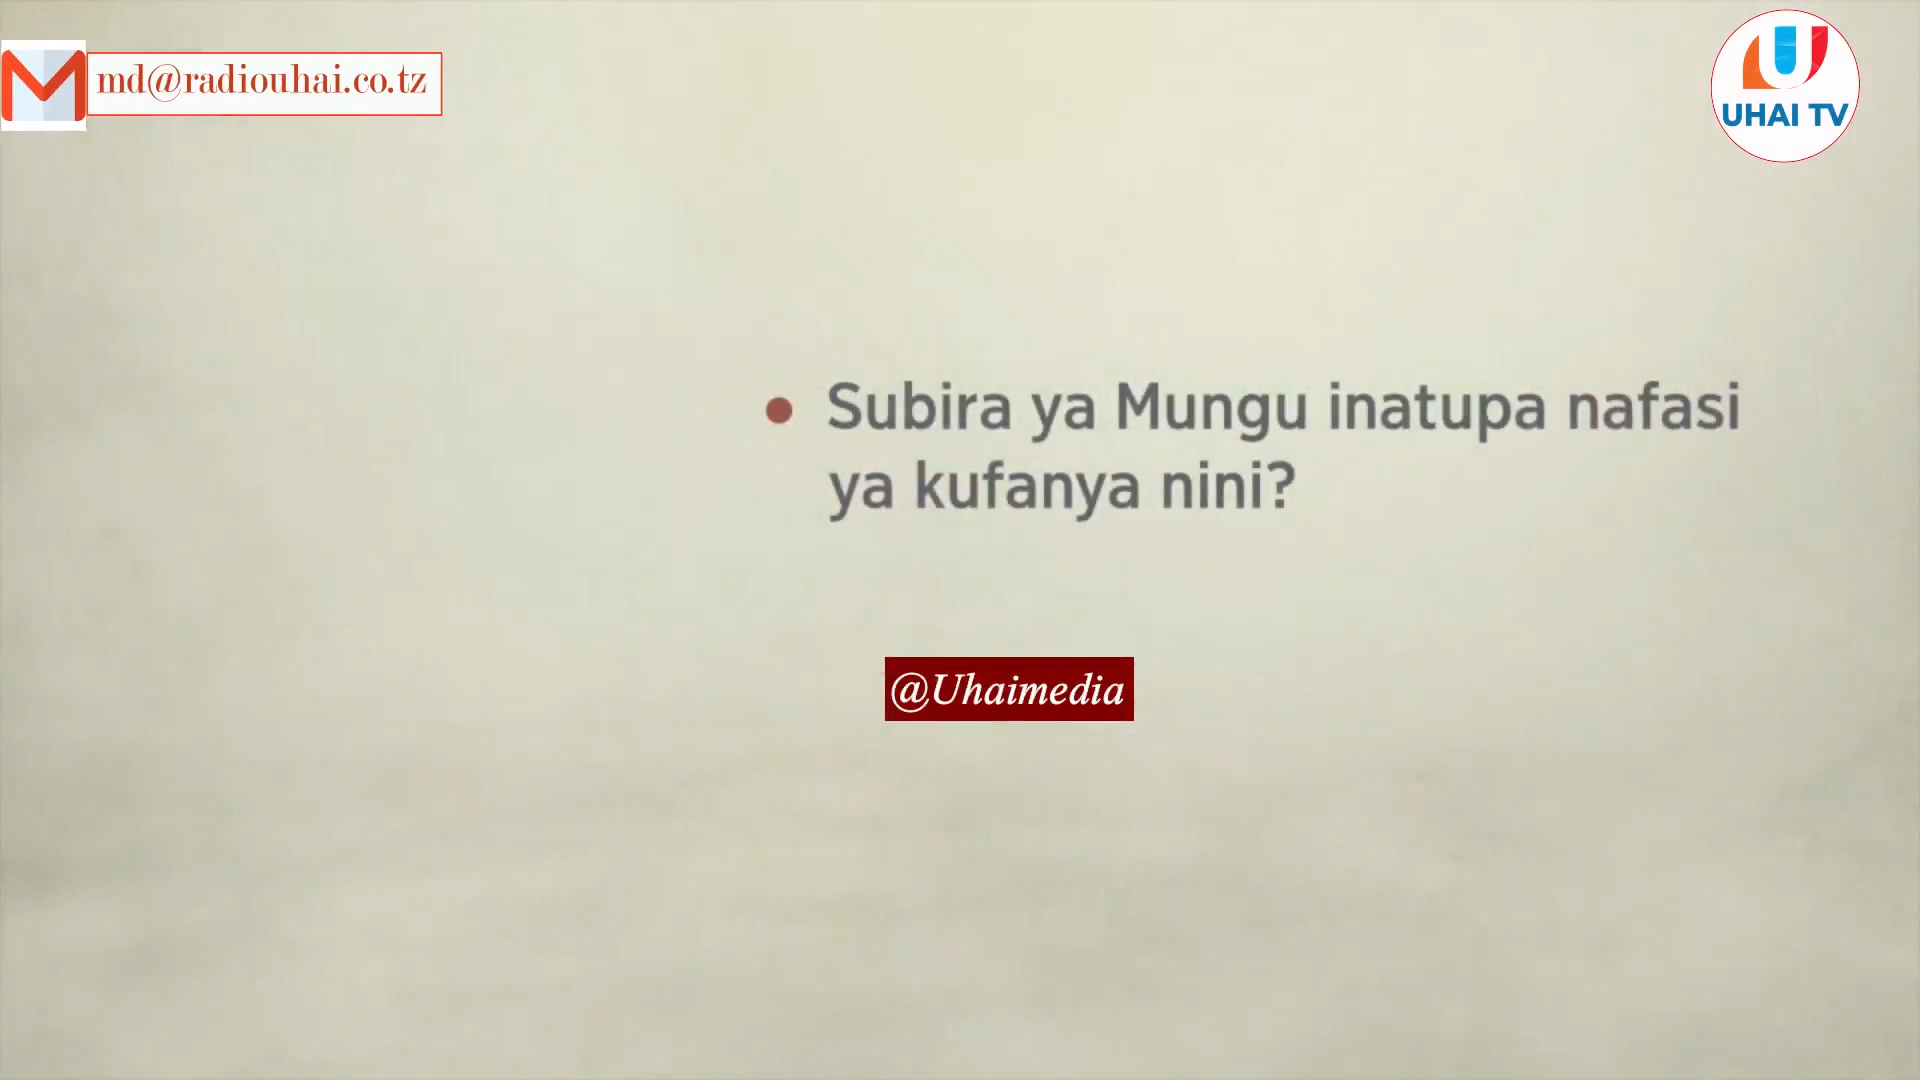 md@radiouhai.co.tz
UHAI TV
• Subira ya Mungu inatupa nafasi
ya kufanya nini?
@Uhaimedia